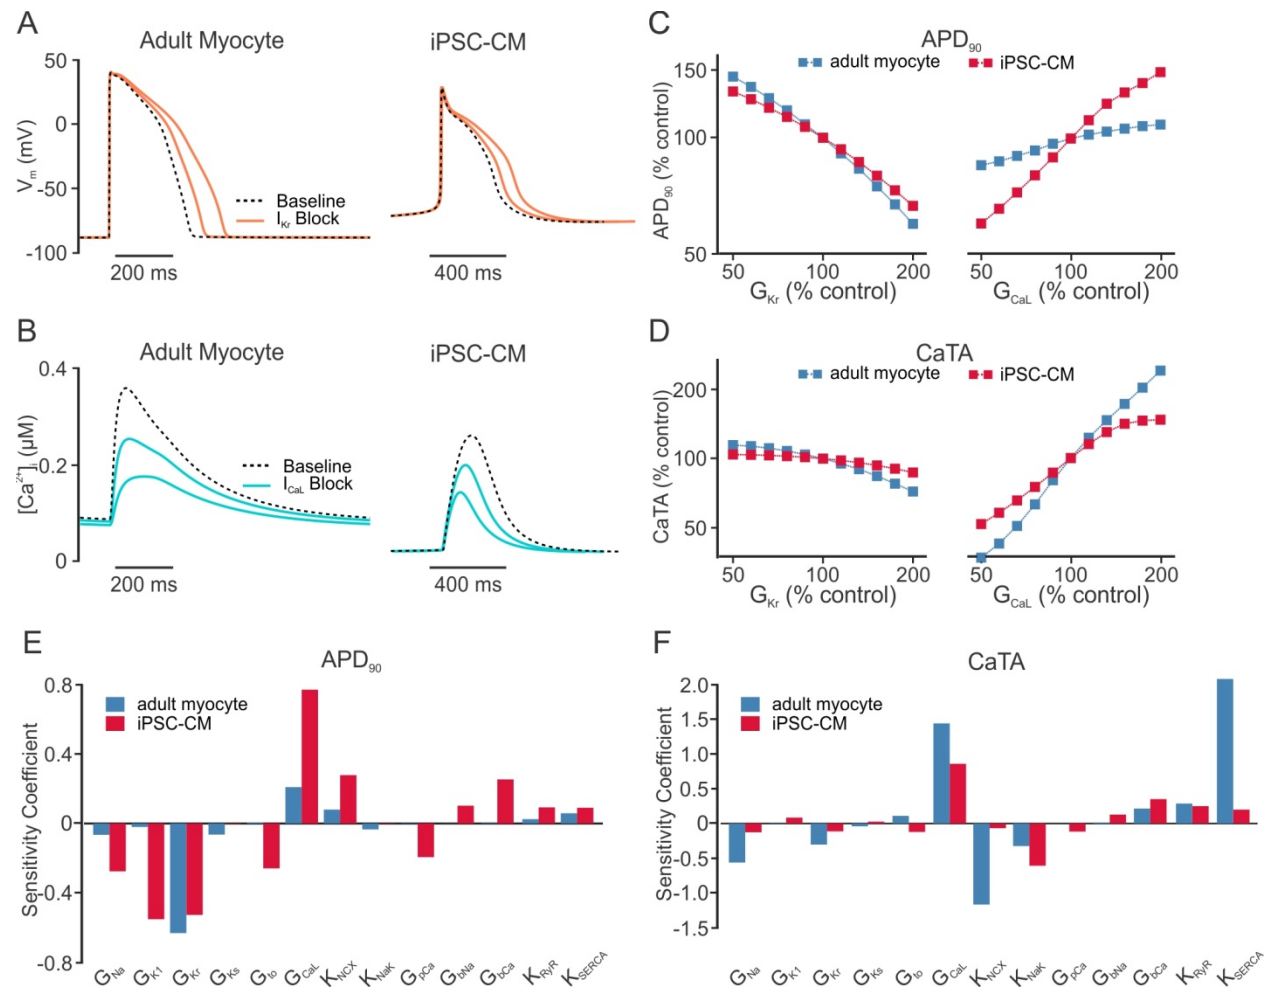 A
Adult Myocyte
iPSC-CM
50
0
-50
-100
Vm (mV)
Baseline
IKr Block
200 ms
400 ms
B
Adult Myocyte
iPSC-CM
0.4
0.2
0
[Ca2+]i (µM)
Baseline
ICaL Block
200 ms
400 ms
C
APD90
adult myocyte
iPSC-CM
150
100
50
APD90 (% control)
50 100 200
50 100 200
GKr (% control)
GCaL (% control)
D
CaTA
adult myocyte
iPSC-CM
200
100
50
CaTA (% control)
50 100 200
50 100 200
GKr (% control)
GCaL (% control)
E
APD90
adult myocyte
iPSC-CM
0.8
0.4
0
-0.4
-0.8
Sensitivity Coefficient
GNa GK1 GKr GKs Gto GCaL KNCX KNaK GpCa GbNa GbCa KRyR KSERCA
F
CaTA
adult myocyte
iPSC-CM
2.0
1.5
1.0
0.5
0
-0.5
-1.0
-1.5
Sensitivity Coefficient
GNa GK1 GKr GKs Gto GCaL KNCX KNaK GpCa GbNa GbCa KRyR KSERCA